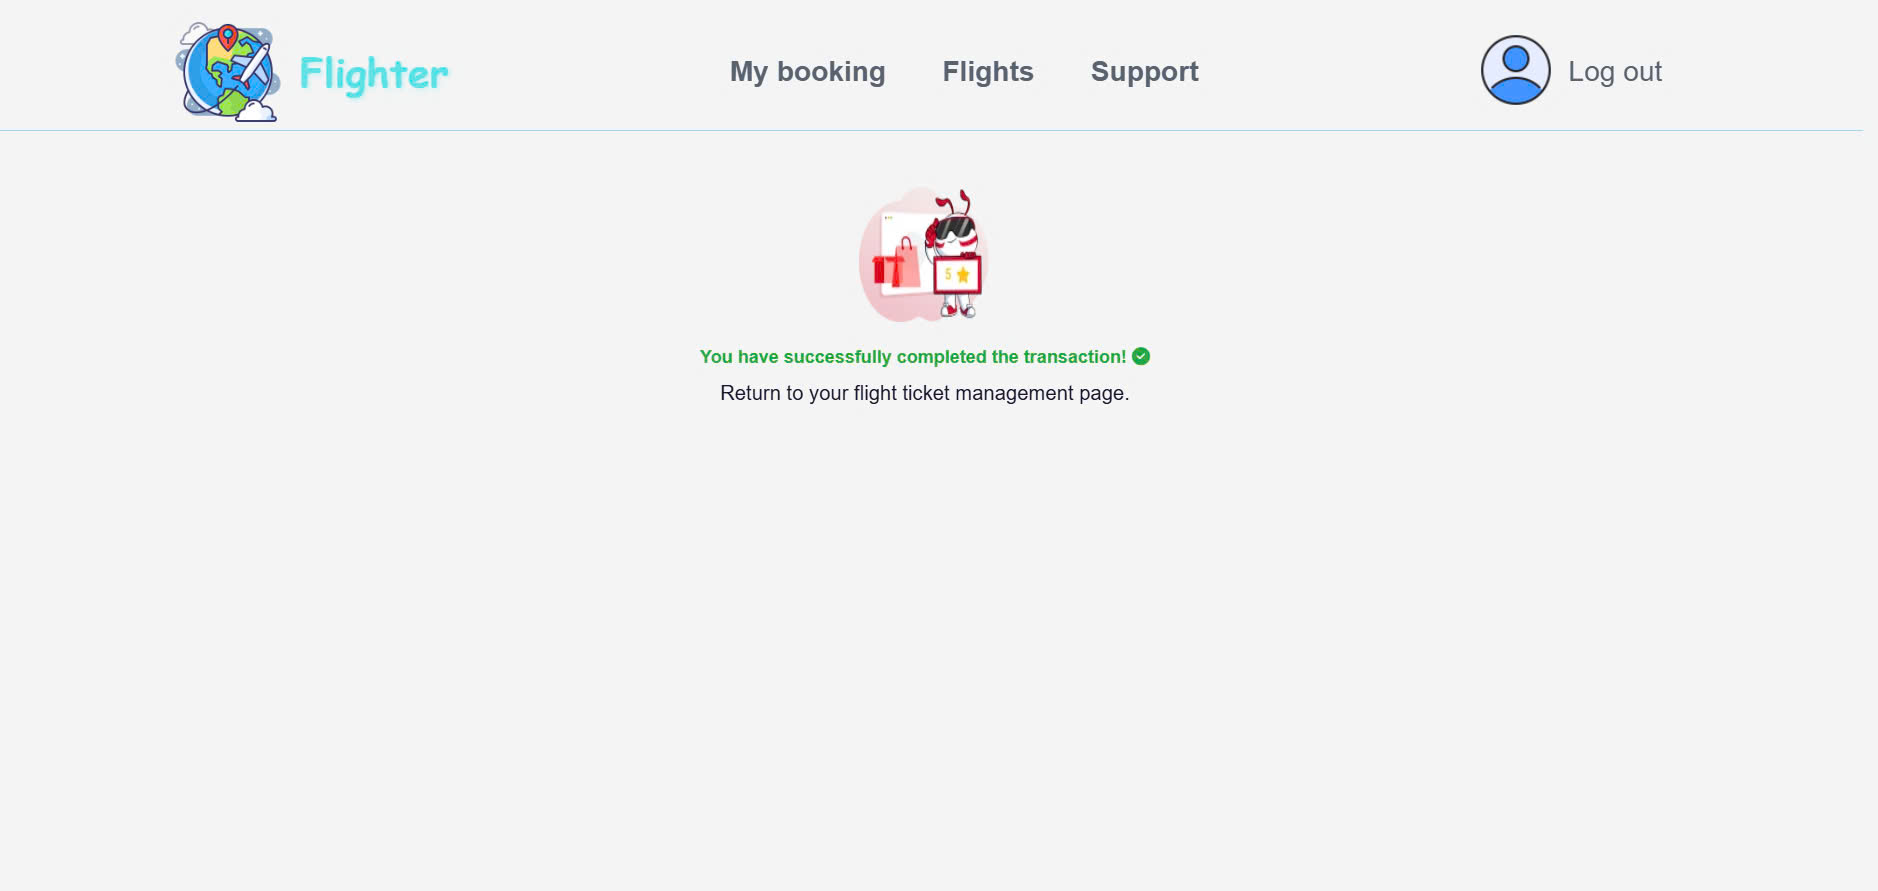 Flighter
My booking
Flights
Support
Log out
5
You have successfully completed the transaction!
Return to your flight ticket management page.